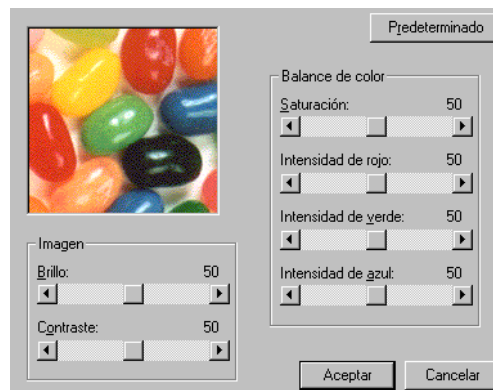 Predeterminado
Balance de color
Saturación: 50
Intensidad de rojo: 50
Intensidad de verde: 50
Intensidad de azul: 50
Imagen
Brillo: 50
Contraste: 50
Aceptar
Cancelar